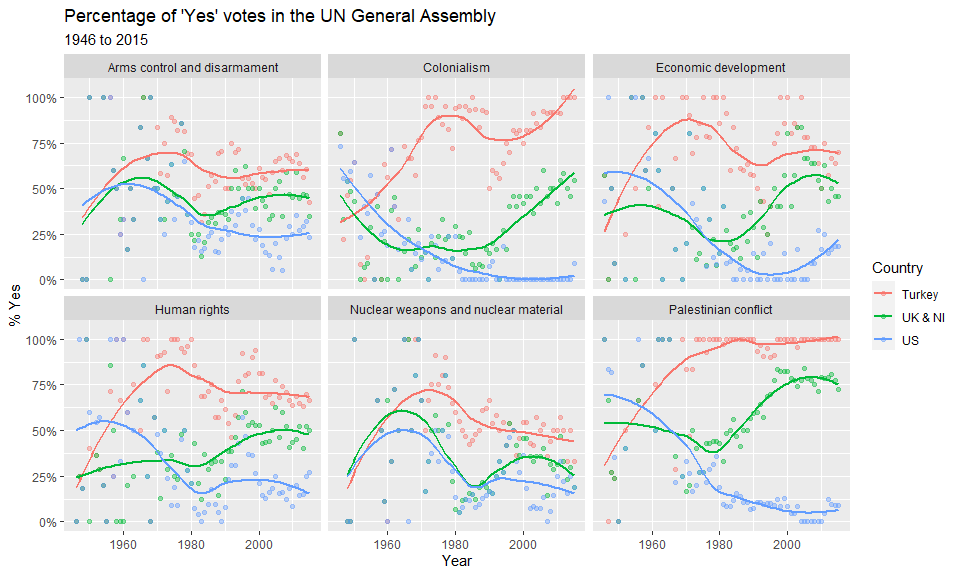 Percentage of 'Yes' votes in the UN General Assembly
1946 to 2015
Arms control and disarmament
Colonialism
Economic development
100%
75%
50%
25%
0%
Human rights
Nuclear weapons and nuclear material
Palestinian conflict
100%
75%
50%
25%
0%
1960 1980 2000
1960 1980 2000
1960 1980 2000
% Yes
Year
Country
Turkey
UK & NI
US